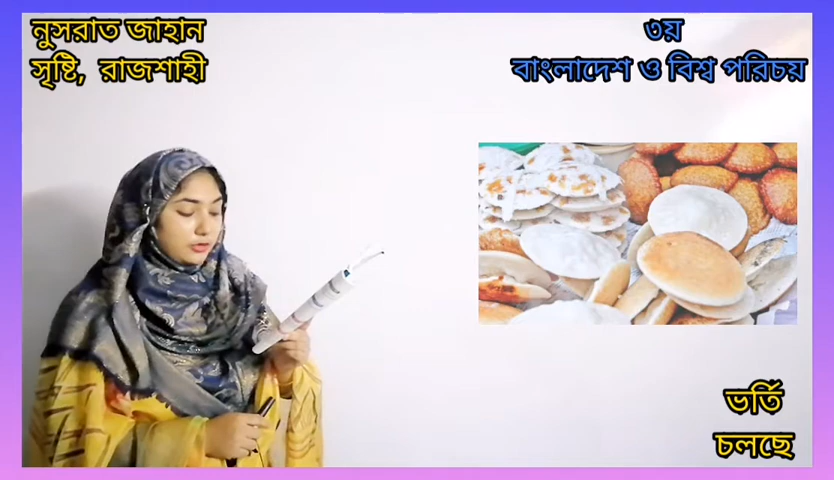 নুসরাত জাহান
সৃষ্টি, রাজশাহী
৩য়
বাংলাদেশ ও বিশ্ব পরিচয়
ভর্তি
চলছে